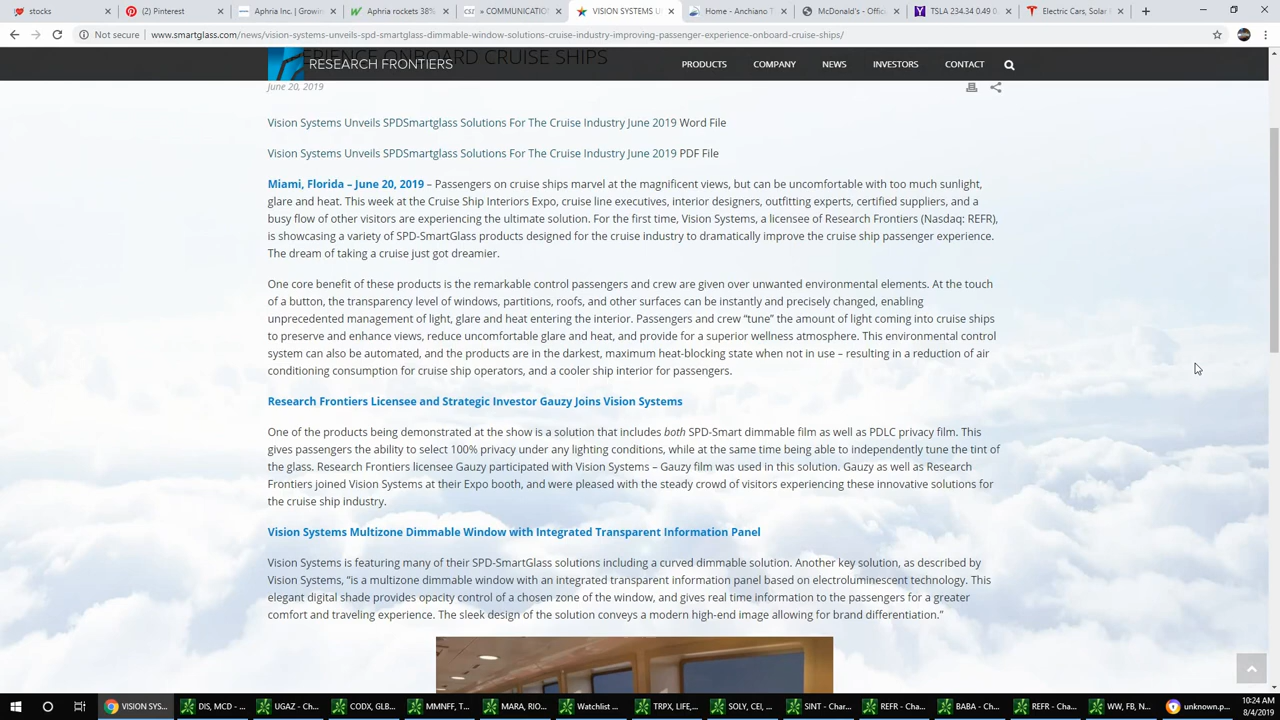 stocks
(2) Pinterest
Aphria Inc. | Growin
Aphria rockets 38%
» COMMUNICATION
VISION SYSTEMS U
Home - Anchiano T
McDonald's - Offici
TSLA 234.34 0.49 0.
Electric Cars, Solar
Not secure
www.smartglass.com/news/vision-systems-unveils-spd-smartglass-dimmable-window-solutions-cruise-industry-improving-passenger-experience-onboard-cruise-ships/
EXPERIENCE ONBOARD CRUISE SHIPS
RESEARCH FRONTIERS
PRODUCTS COMPANY NEWS INVESTORS CONTACT
June 20, 2019
Vision Systems Unveils SPDSmartglass Solutions For The Cruise Industry June 2019 Word File
Vision Systems Unveils SPDSmartglass Solutions For The Cruise Industry June 2019 PDF File
Miami, Florida – June 20, 2019 – Passengers on cruise ships marvel at the magnificent views, but can be uncomfortable with too much sunlight,
glare and heat. This week at the Cruise Ship Interiors Expo, cruise line executives, interior designers, outfitting experts, certified suppliers, and a
busy flow of other visitors are experiencing the ultimate solution. For the first time, Vision Systems, a licensee of Research Frontiers (Nasdaq: REFR),
is showcasing a variety of SPD-SmartGlass products designed for the cruise industry to dramatically improve the cruise ship passenger experience.
The dream of taking a cruise just got dreamier.
One core benefit of these products is the remarkable control passengers and crew are given over unwanted environmental elements. At the touch
of a button, the transparency level of windows, partitions, roofs, and other surfaces can be instantly and precisely changed, enabling
unprecedented management of light, glare and heat entering the interior. Passengers and crew “tune” the amount of light coming into cruise ships
to preserve and enhance views, reduce uncomfortable glare and heat, and provide for a superior wellness atmosphere. This environmental control
system can also be automated, and the products are in the darkest, maximum heat-blocking state when not in use – resulting in a reduction of air
conditioning consumption for cruise ship operators, and a cooler ship interior for passengers.
Research Frontiers Licensee and Strategic Investor Gauzy Joins Vision Systems
One of the products being demonstrated at the show is a solution that includes both SPD-Smart dimmable film as well as PDLC privacy film. This
gives passengers the ability to select 100% privacy under any lighting conditions, while at the same time being able to independently tune the tint of
the glass. Research Frontiers licensee Gauzy participated with Vision Systems – Gauzy film was used in this solution. Gauzy as well as Research
Frontiers joined Vision Systems at their Expo booth, and were pleased with the steady crowd of visitors experiencing these innovative solutions for
the cruise ship industry.
Vision Systems Multizone Dimmable Window with Integrated Transparent Information Panel
Vision Systems is featuring many of their SPD-SmartGlass solutions including a curved dimmable solution. Another key solution, as described by
Vision Systems, “is a multizone dimmable window with an integrated transparent information panel based on electroluminescent technology. This
elegant digital shade provides opacity control of a chosen zone of the window, and gives real time information to the passengers for a greater
comfort and traveling experience. The sleek design of the solution conveys a modern high-end image allowing for brand differentiation.”
VISION SYS... DIS, MCD - ... UGAZ - Ch... CODX, GLB... MMNFF, T... MARA, RIO... Watchlist ... TRPX, LIFE,... SOLY, CEI, ... SINT - Char... REFR - Cha... BABA - Char... REFR - Cha... WW, FB, N... unknown.p...
10:24 AM
8/4/2019